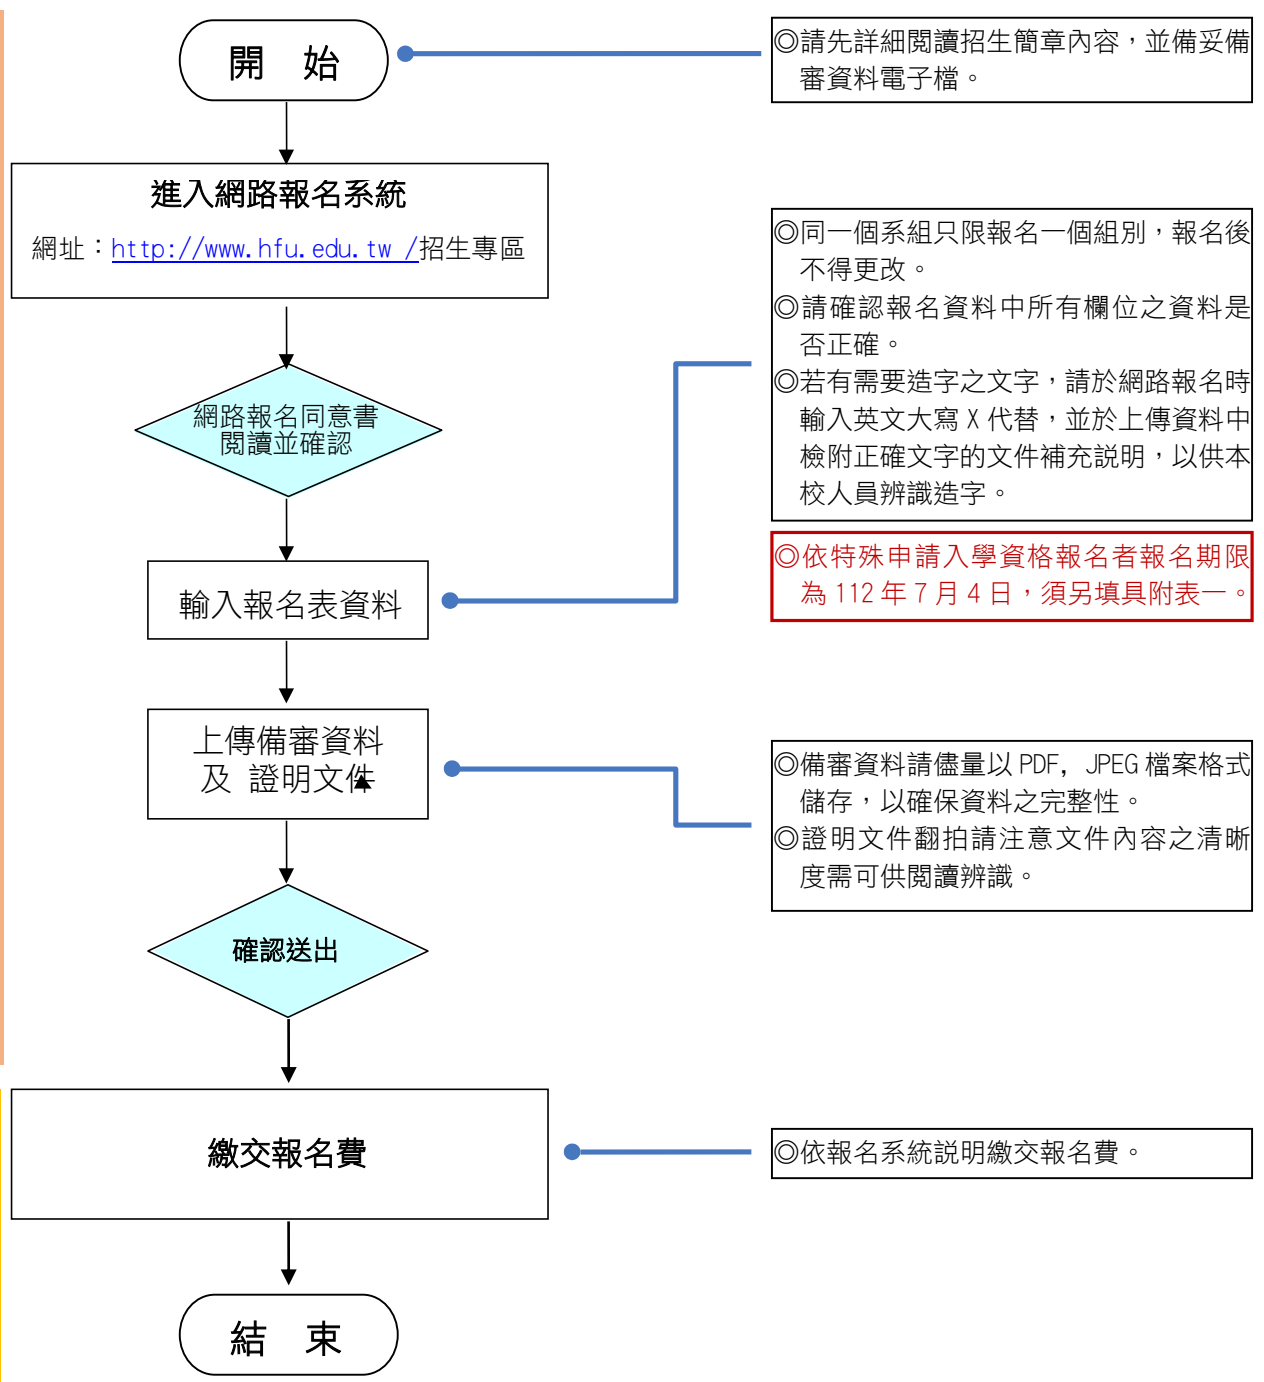 開　始
◎請先詳細閱讀招生簡章內容，並備妥備
審資料電子檔。
進入網路報名系統
網址：http://www.hfu.edu.tw /招生專區
◎同一個系組只限報名一個組別，報名後
不得更改。
◎請確認報名資料中所有欄位之資料是
否正確。
◎若有需要造字之文字，請於網路報名時
輸入英文大寫 X 代替，並於上傳資料中
檢附正確文字的文件補充說明，以供本
校人員辨識造字。
網路報名同意書
閱讀並確認
◎依特殊申請入學資格報名者報名期限
為 112 年 7 月 4 日，須另填具附表一。
輸入報名表資料
上傳備審資料
及 證明文件
◎備審資料請儘量以 PDF, JPEG 檔案格式
儲存，以確保資料之完整性。
◎證明文件翻拍請注意文件內容之清晰
度需可供閱讀辨識。
確認送出
繳交報名費
◎依報名系統說明繳交報名費。
結　束